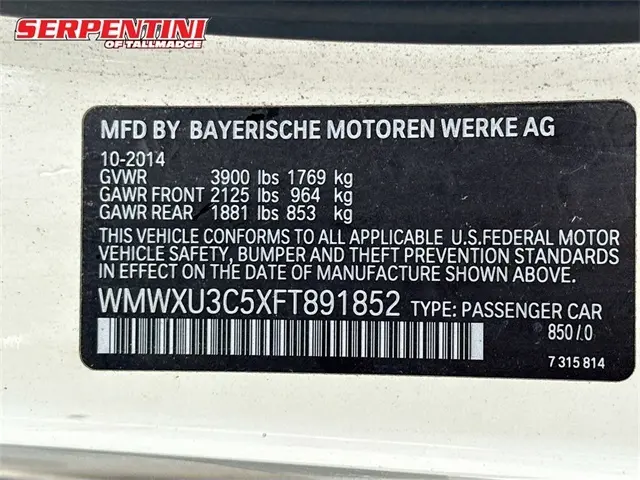 SERPENTINI
OF TALLMADGE
MFD BY BAYERISCHE MOTOREN WERKE AG
10-2014
GVWR 3900 lbs 1769 kg
GAWR FRONT 2125 lbs 964 kg
GAWR REAR 1881 lbs 853 kg
THIS VEHICLE CONFORMS TO ALL APPLICABLE U.S.FEDERAL MOTOR
VEHICLE SAFETY, BUMPER AND THEFT PREVENTION STANDARDS
IN EFFECT ON THE DATE OF MANUFACTURE SHOWN ABOVE.
WMWXU3C5XFT891852 TYPE: PASSENGER CAR
850/.0
7 315 814